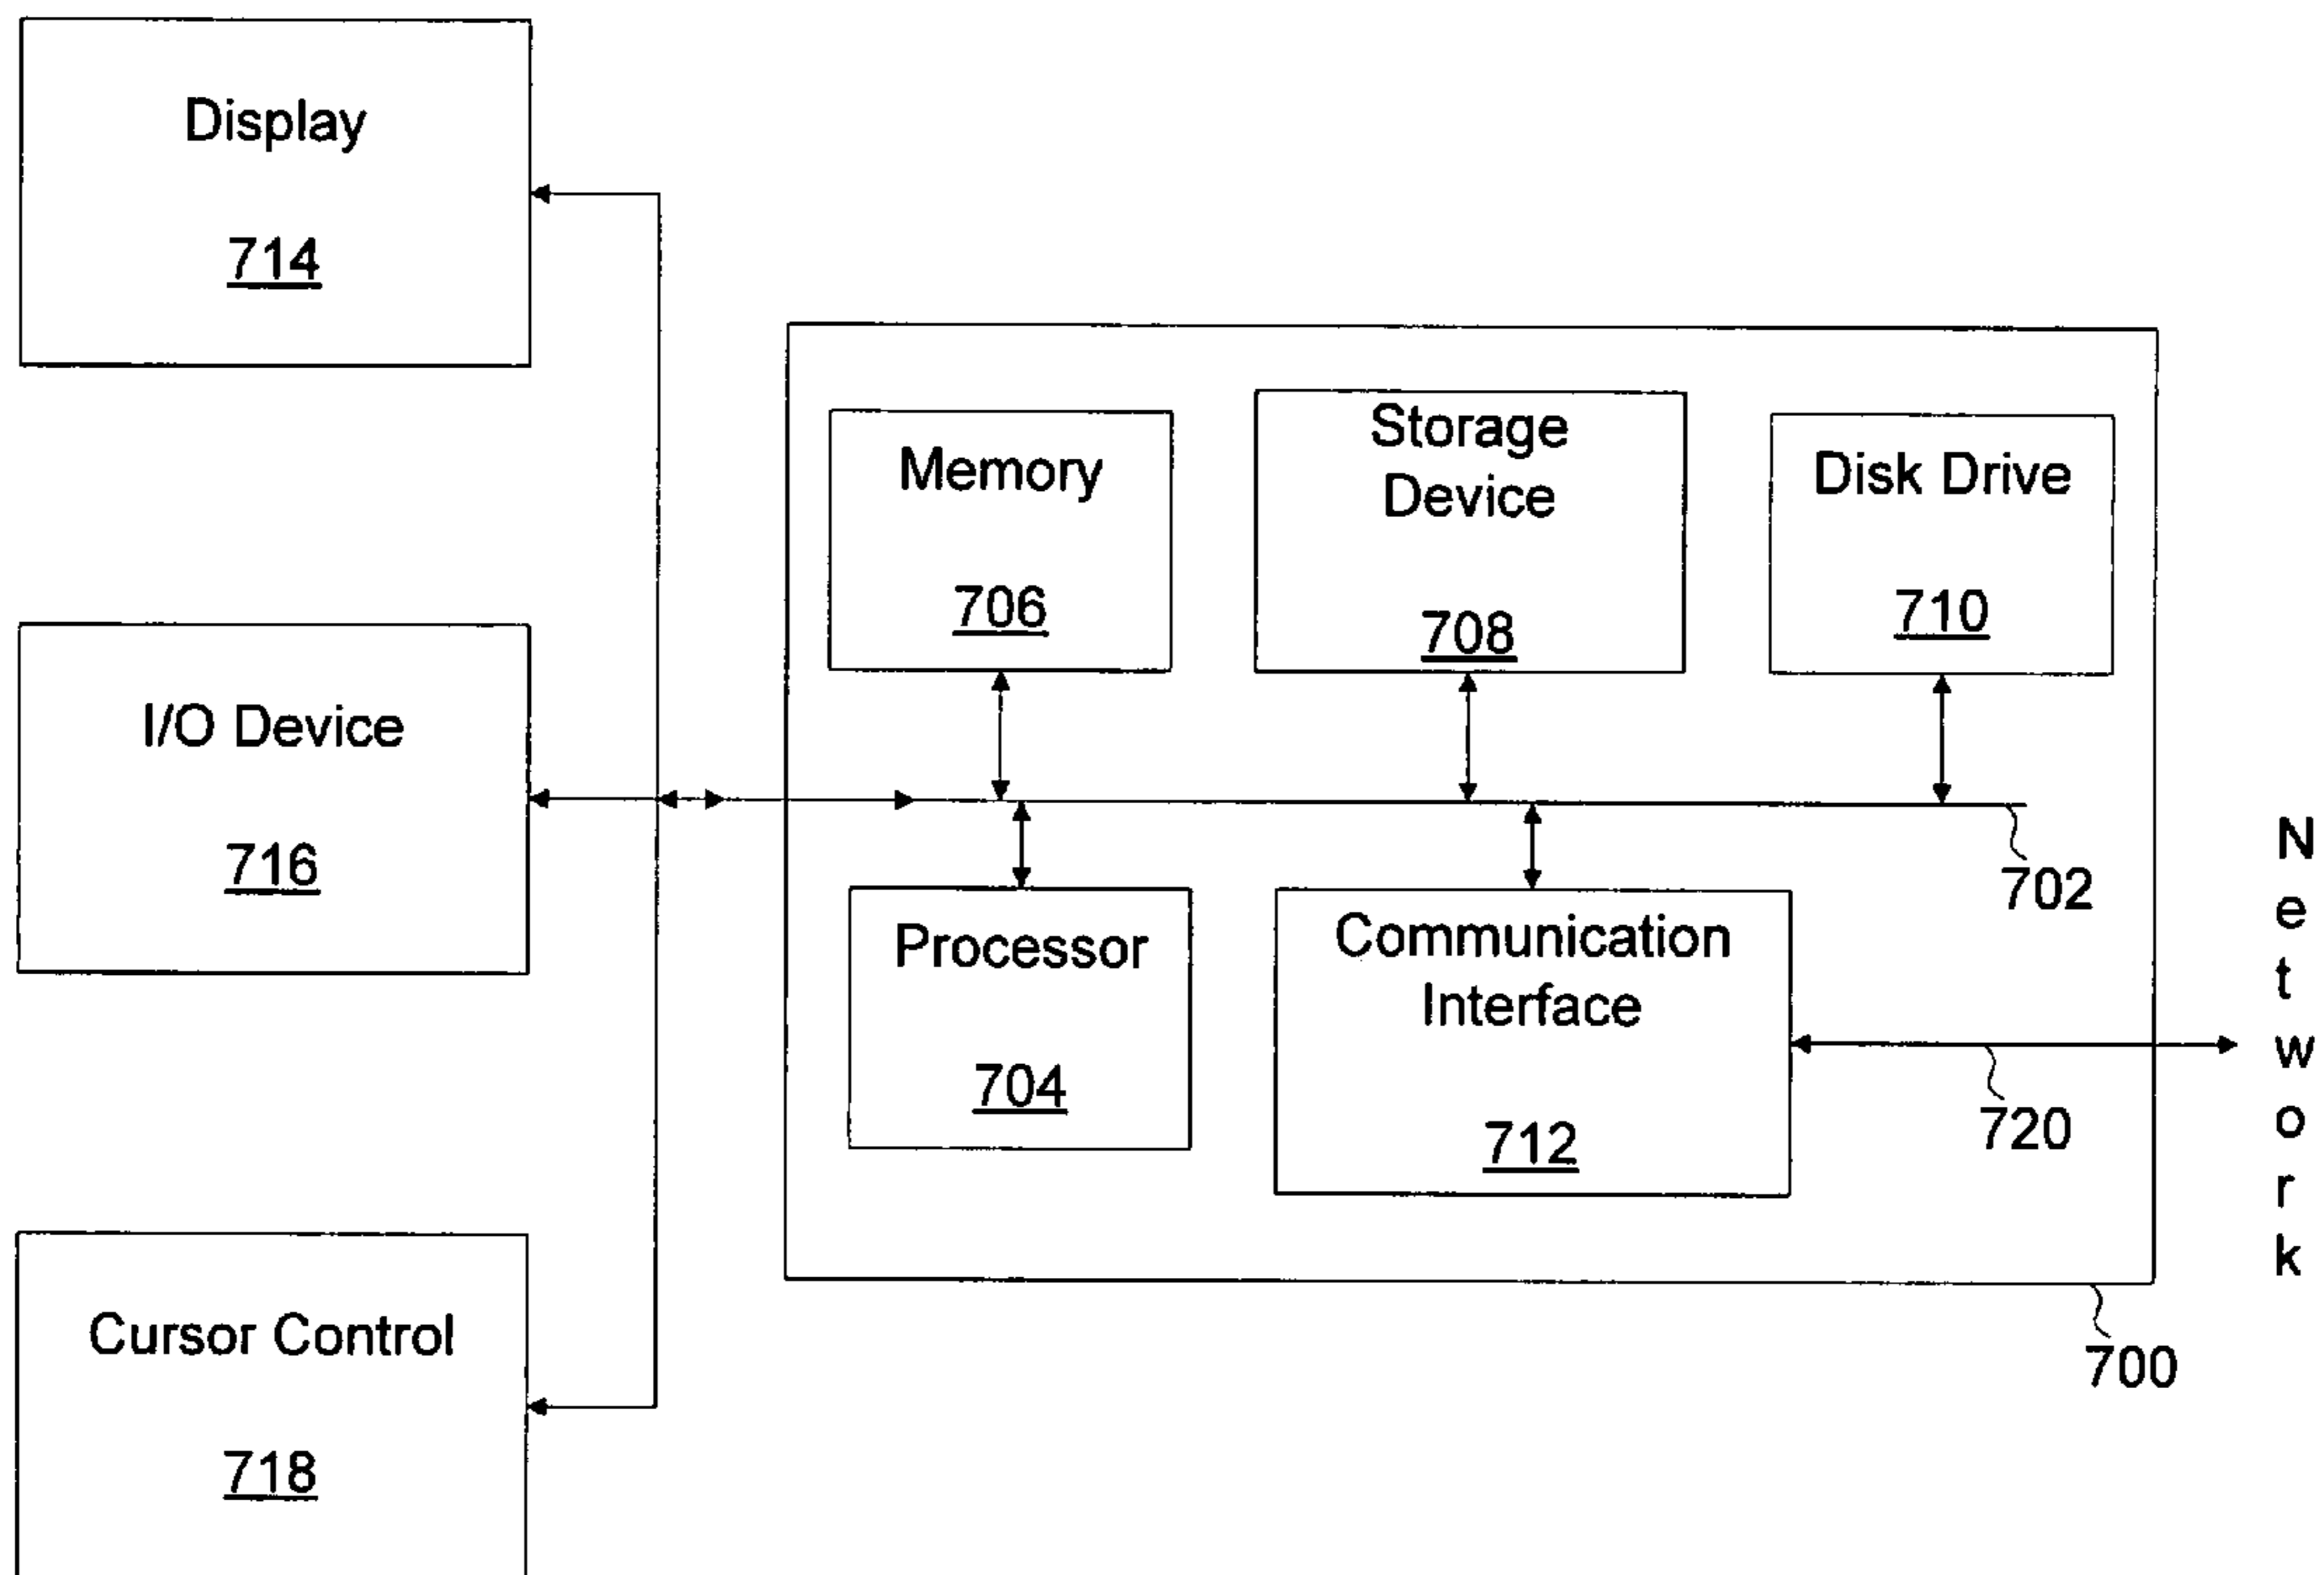 Display
714
Memory
706
Storage
Device
708
Disk Drive
710
I/O Device
716
702
Processor
704
Communication
Interface
712
720
Network
700
Cursor Control
718